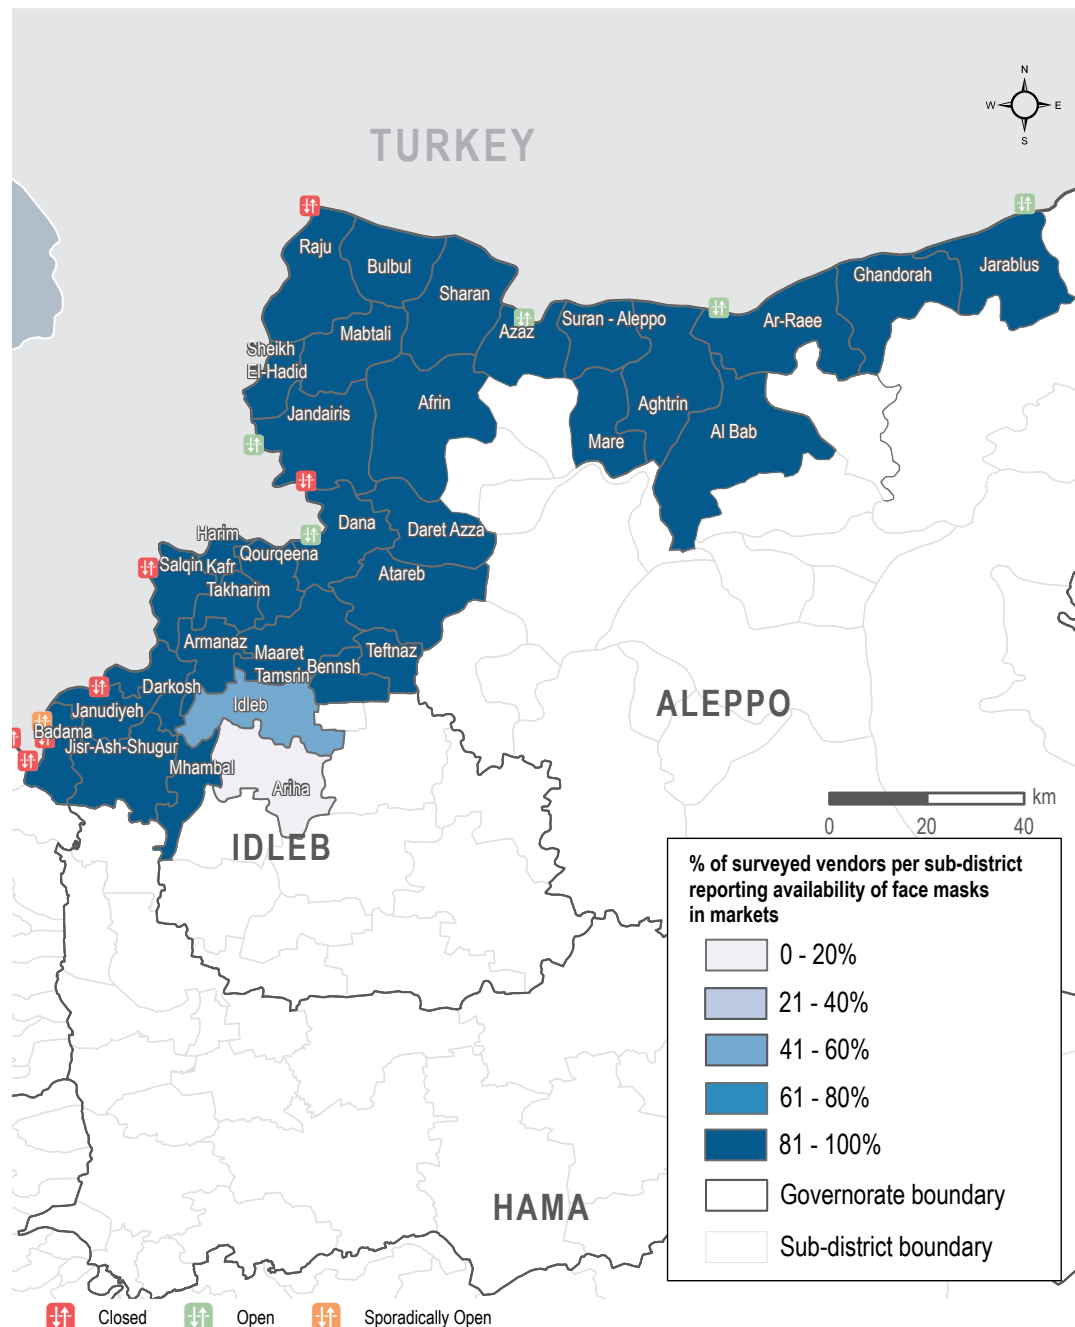 N
W
E
S
TURKEY
Raju
Bulbul
Sharan
Ghandorah
Jarablus
Mabtali
Azaz
Suran - Aleppo
Ar-Raee
Sheikh
El-Hadid
Jandairis
Afrin
Aghtrin
Mare
Al Bab
Dana
Daret Azza
Harim
Qourqeena
Salqin
Kafr
Takharim
Atareb
Armanaz
Maaret
Tamsrin
Bennsh
Teftnaz
Darkosh
Idleb
Janudiyeh
Badama
Jisr-Ash-Shugur
Mhambal
Ariha
ALEPPO
IDLEB
HAMA
km
0
20
40
% of surveyed vendors per sub-district
reporting availability of face masks
in markets
0 - 20%
21 - 40%
41 - 60%
61 - 80%
81 - 100%
Governorate boundary
Sub-district boundary
Closed
Open
Sporadically Open